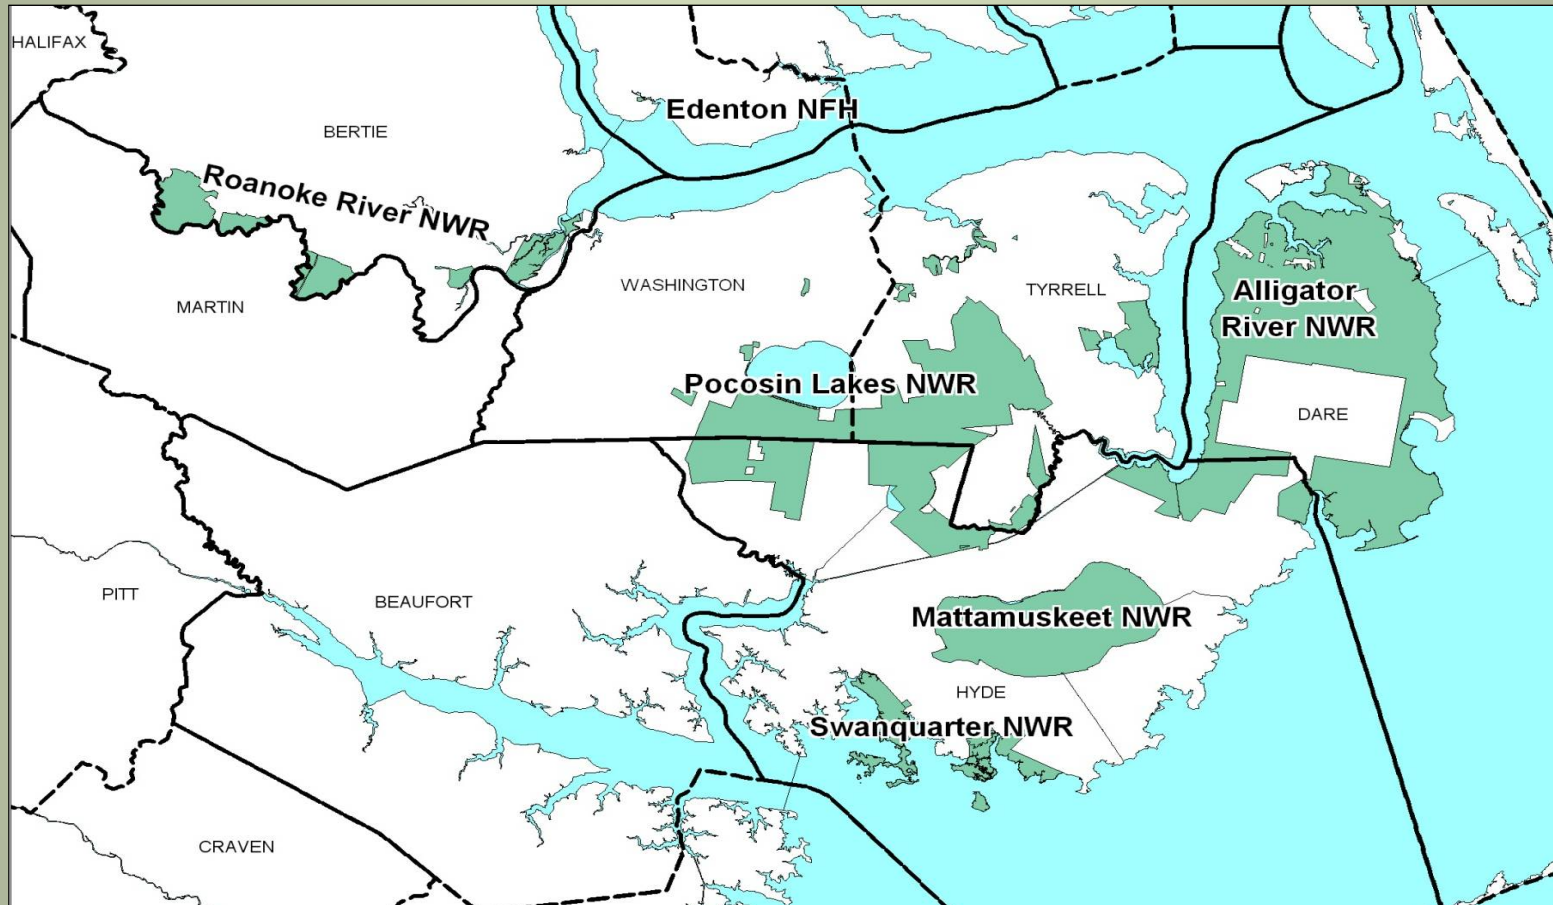 HALIFAX
Edenton NFH
BERTIE
Roanoke River NWR
WASHINGTON
TYRRELL
Alligator
River NWR
MARTIN
Pocosin Lakes NWR
DARE
PITT
BEAUFORT
Mattamuskeet NWR
HYDE
Swanquarter NWR
CRAVEN